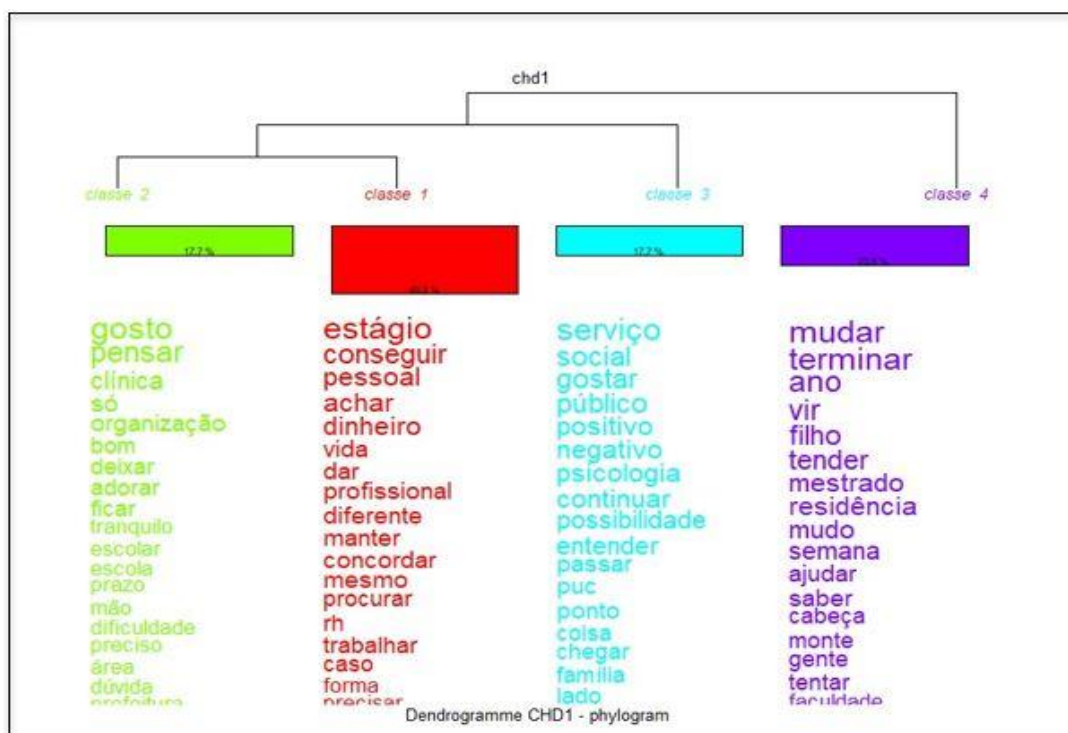 chd1
classe 2
classe 1
classe 3
classe 4
17.7 %
17.7 %
gosto
pensar
clínica
só
organização
bom
deixar
adorar
ficar
tranquilo
escolar
escola
prazo
mão
dificuldade
preciso
área
dúvida
prefeitura
estágio
conseguir
pessoal
achar
dinheiro
vida
dar
profissional
diferente
manter
concordar
mesmo
procurar
rh
trabalhar
caso
forma
precisar
serviço
social
gostar
público
positivo
negativo
psicologia
continuar
possibilidade
entender
passar
puc
ponto
coisa
chegar
família
lado
mudar
terminar
ano
vir
filho
tender
mestrado
residência
mudo
semana
ajudar
saber
cabeça
monte
gente
tentar
faculdade
Dendrogramme CHD1 - phylogram